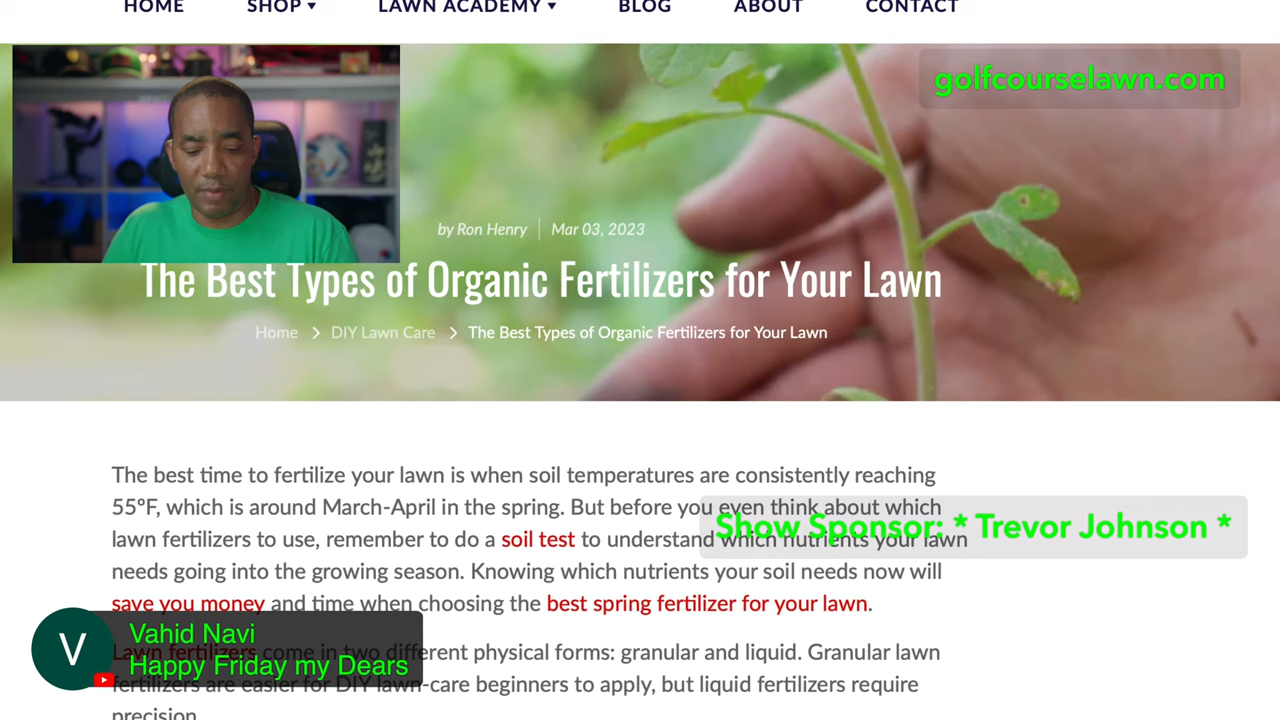 HOME SHOP LAWN ACADEMY BLOG ABOUT CONTACT
golfcourselawn.com
by Ron Henry Mar 03, 2023
The Best Types of Organic Fertilizers for Your Lawn
Home > DIY Lawn Care > The Best Types of Organic Fertilizers for Your Lawn
The best time to fertilize your lawn is when soil temperatures are consistently reaching
55°F, which is around March-April in the spring. But before you even think about which
Show Sponsor: * Trevor Johnson *
lawn fertilizers to use, remember to do a soil test to understand which nutrients your lawn
needs going into the growing season. Knowing which nutrients your soil needs now will
save you money and time when choosing the best spring fertilizer for your lawn.
V
Vahid Navi
Happy Friday my Dears
Lawn fertilizers come in two different physical forms: granular and liquid. Granular lawn
fertilizers are easier for DIY lawn-care beginners to apply, but liquid fertilizers require
precision.